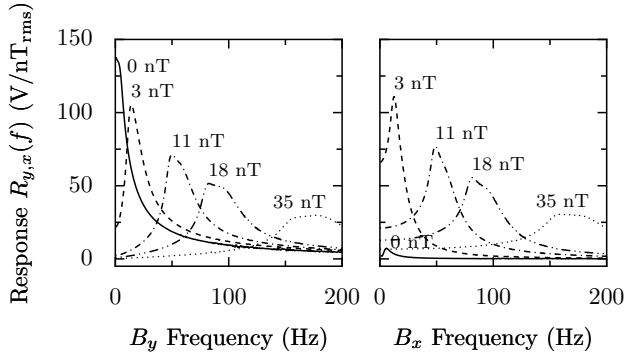 Response R_{y,x}(f) (V/nT_{rms})
150
100
50
0
0 nT
3 nT
11 nT
18 nT
35 nT
0 100 200
B_y Frequency (Hz)
3 nT
11 nT
18 nT
35 nT
0 nT
0 100 200
B_x Frequency (Hz)